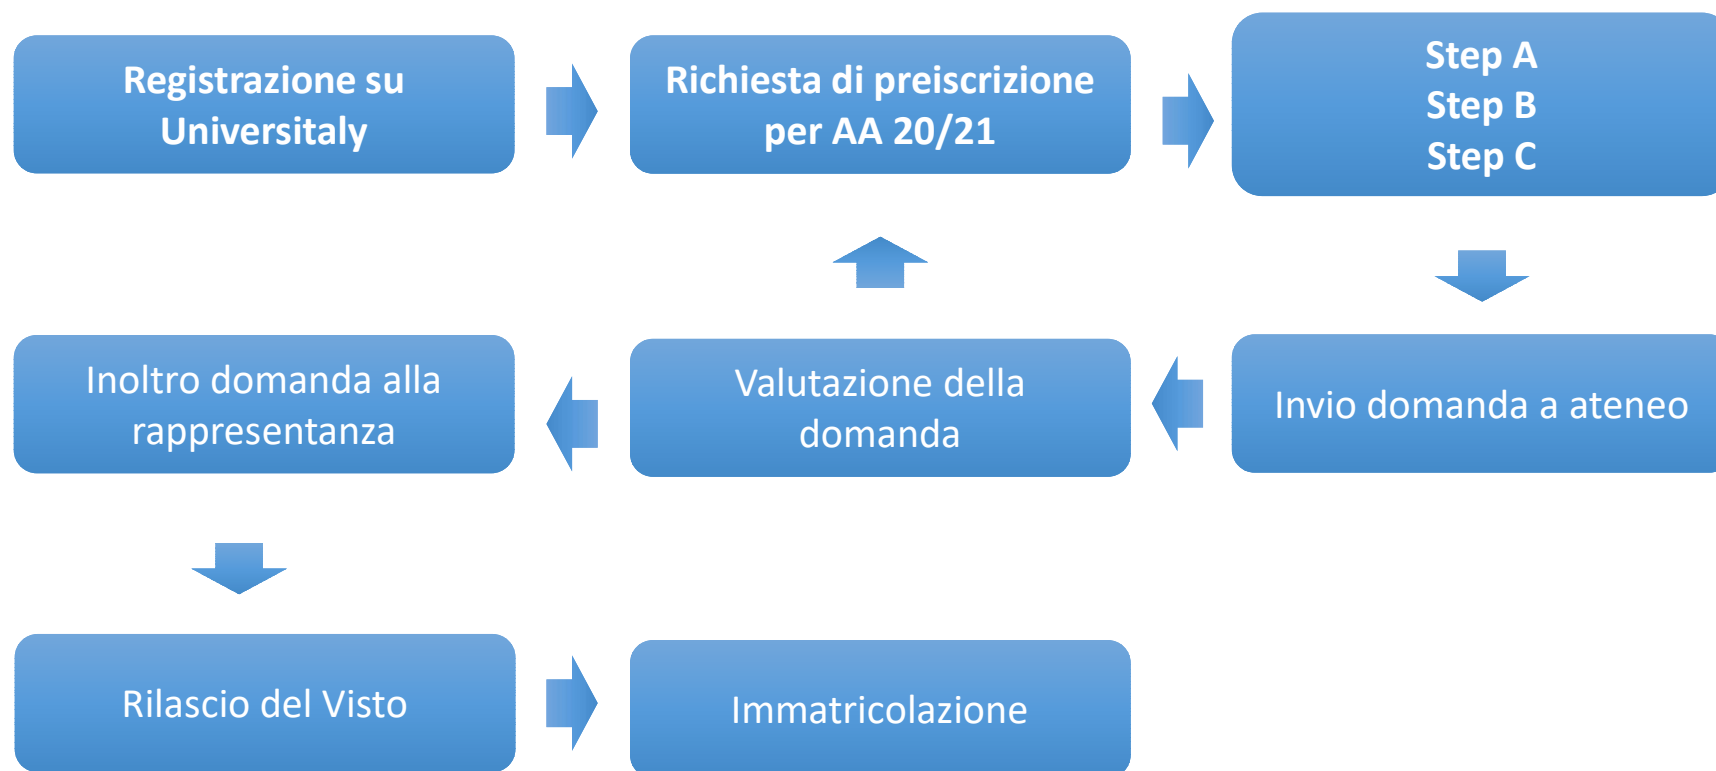 Registrazione su
Universitaly
Richiesta di preiscrizione
per AA 20/21
Step A
Step B
Step C
Inoltro domanda alla
rappresentanza
Valutazione della
domanda
Invio domanda a ateneo
Rilascio del Visto
Immatricolazione